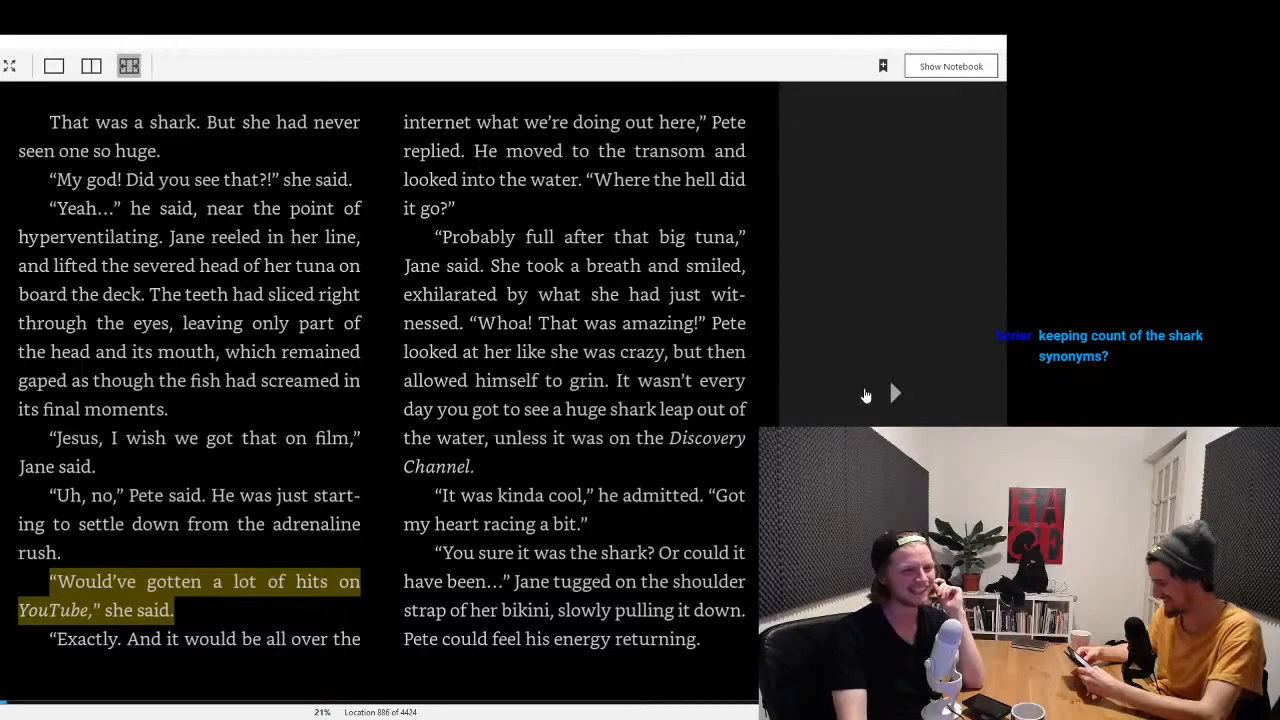 Show Notebook
That was a shark. But she had never
seen one so huge.
“My god! Did you see that?!” she said.
“Yeah…” he said, near the point of
hyperventilating. Jane reeled in her line,
and lifted the severed head of her tuna on
board the deck. The teeth had sliced right
through the eyes, leaving only part of
the head and its mouth, which remained
gaped as though the fish had screamed in
its final moments.
“Jesus, I wish we got that on film,”
Jane said.
“Uh, no,” Pete said. He was just start-
ing to settle down from the adrenaline
rush.
“Would’ve gotten a lot of hits on
YouTube,” she said.
“Exactly. And it would be all over the
internet what we’re doing out here,” Pete
replied. He moved to the transom and
looked into the water. “Where the hell did
it go?”
“Probably full after that big tuna,”
Jane said. She took a breath and smiled,
exhilarated by what she had just wit-
nessed. “Whoa! That was amazing!” Pete
looked at her like she was crazy, but then
allowed himself to grin. It wasn’t every
day you got to see a huge shark leap out of
the water, unless it was on the Discovery
Channel.
“It was kinda cool,” he admitted. “Got
my heart racing a bit.”
“You sure it was the shark? Or could it
have been…” Jane tugged on the shoulder
strap of her bikini, slowly pulling it down.
Pete could feel his energy returning.
Scrier keeping count of the shark
synonyms?
HA
CE
21% Location 886 of 4424